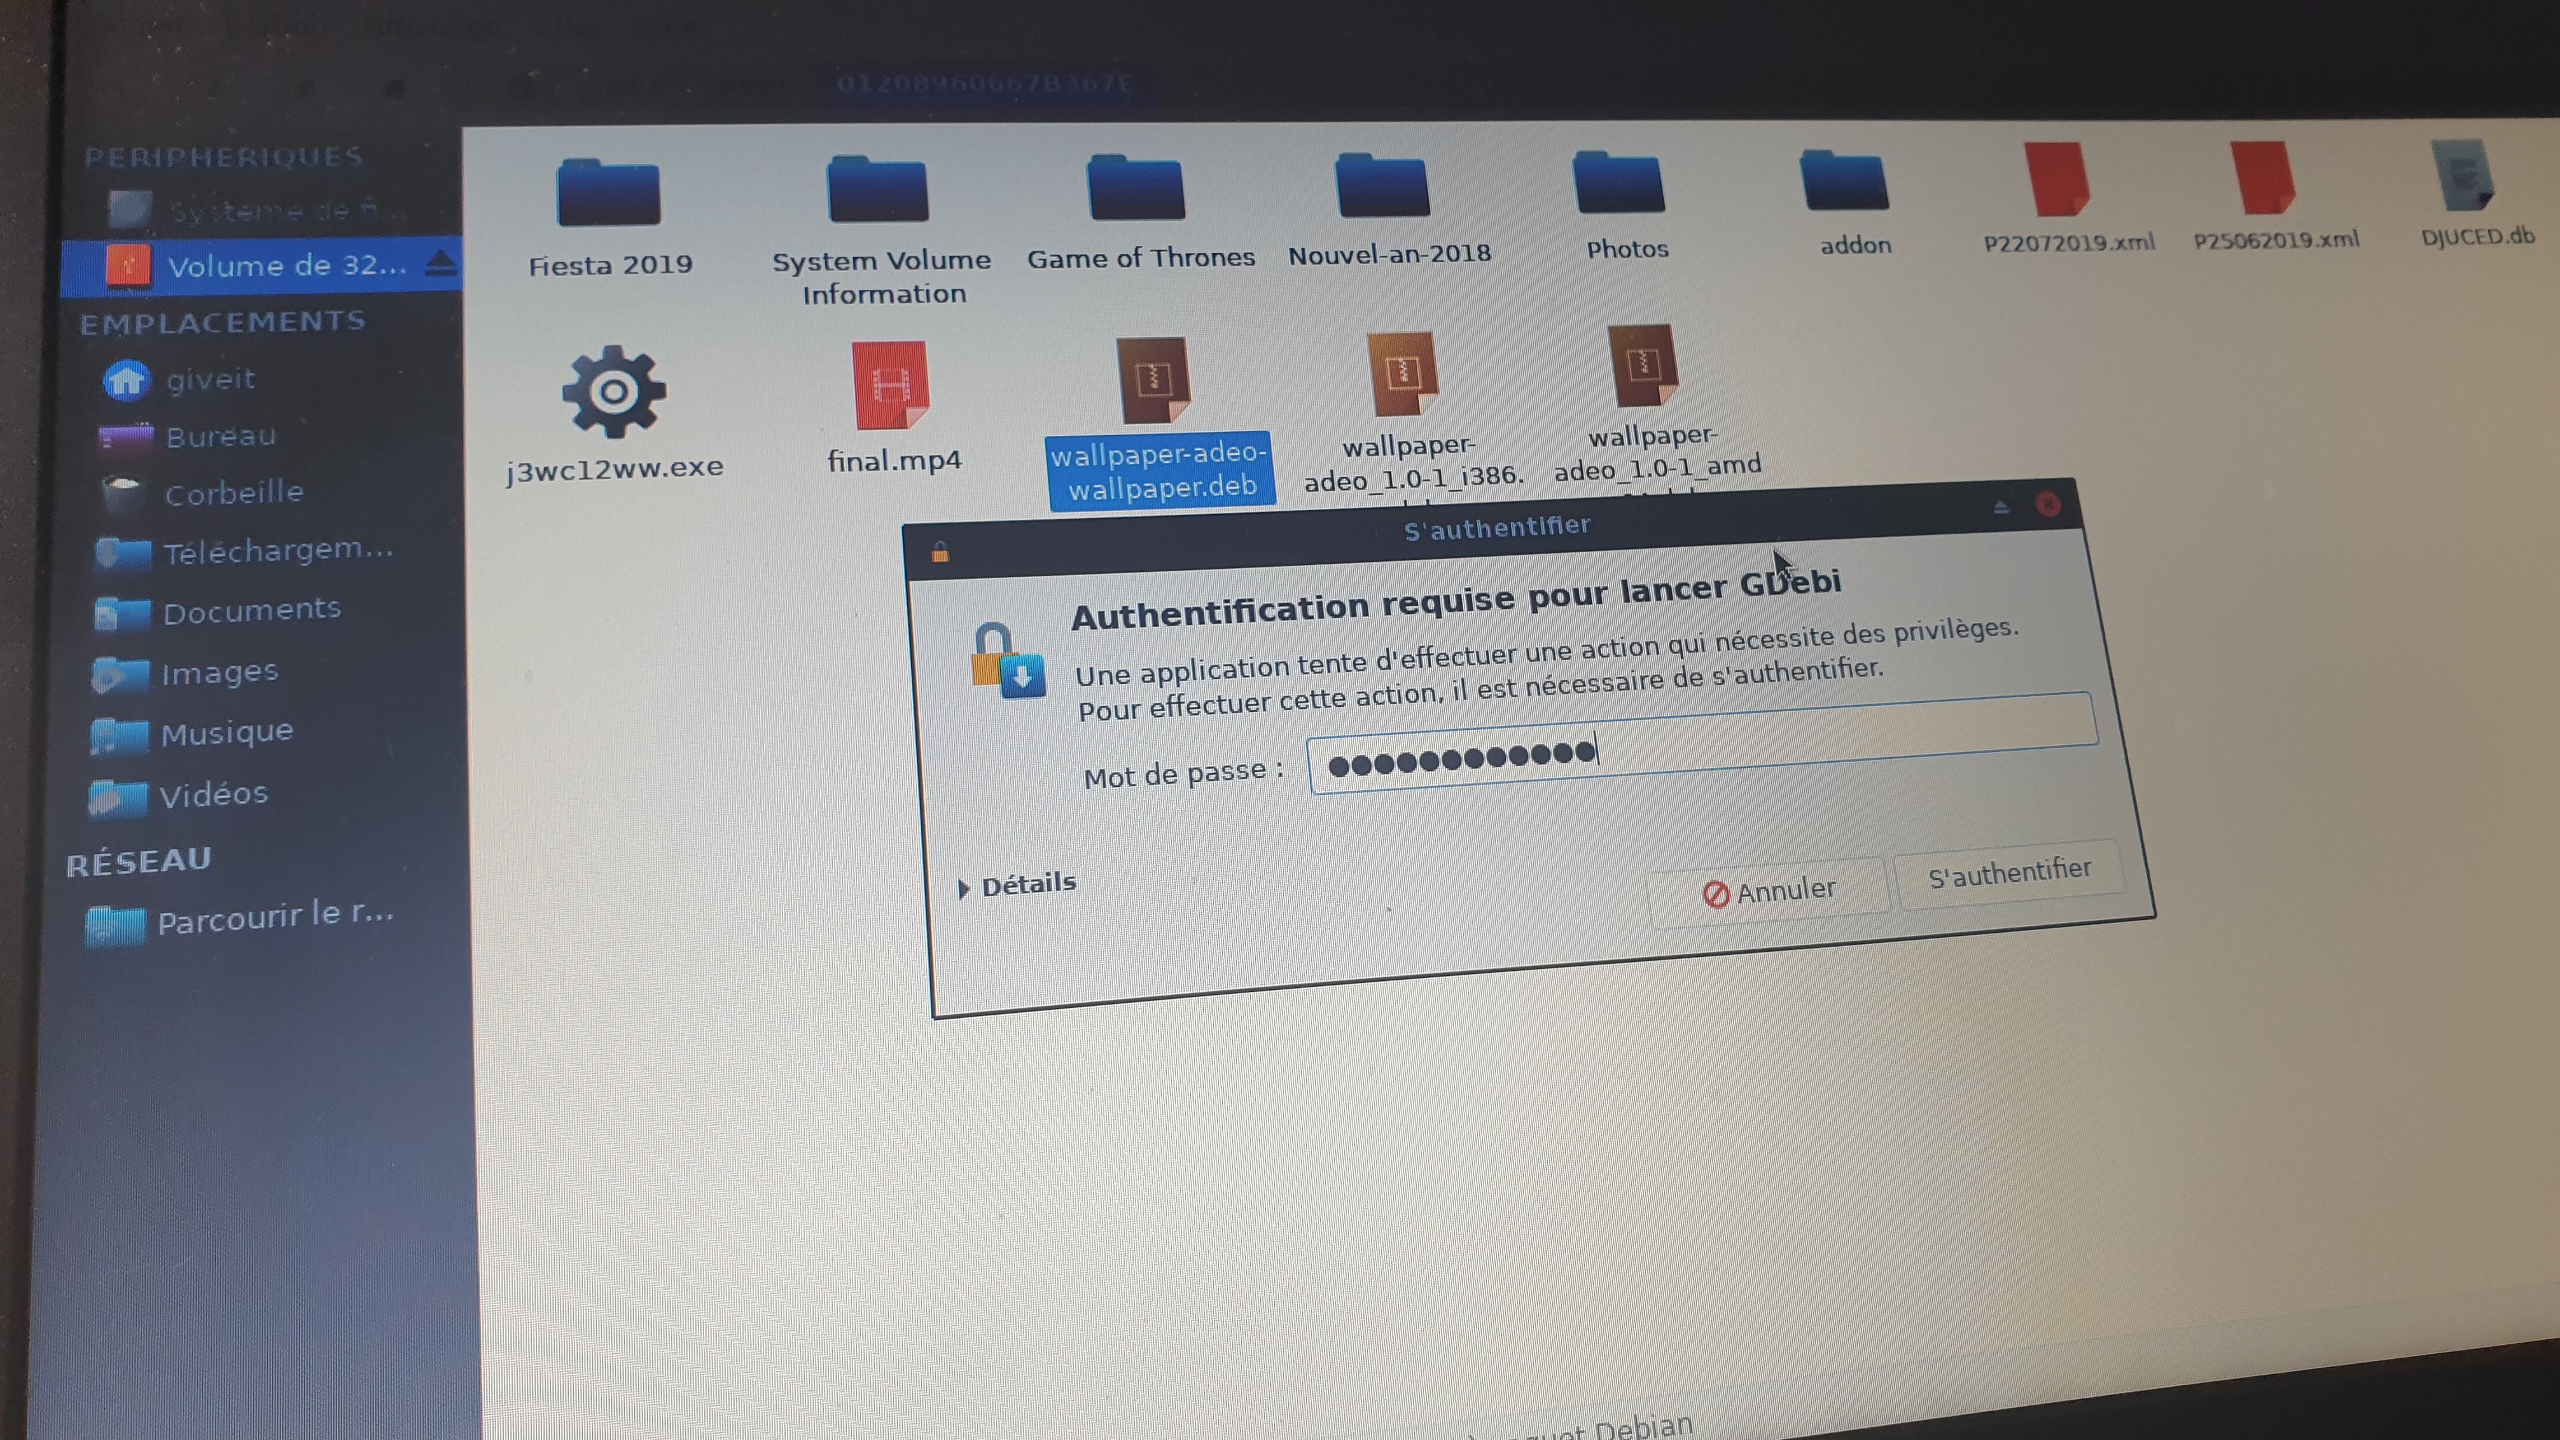 01208960667B367E
PERIPHERIQUES
Système de fi...
Volume de 32...
EMPLACEMENTS
giveit
Bureau
Corbeille
Téléchargem...
Documents
Images
Musique
Vidéos
RÉSEAU
Parcourir le r...
Fiesta 2019
System Volume
Information
Game of Thrones
Nouvel-an-2018
Photos
addon
P22072019.xml
P25062019.xml
DJUCED.db
j3wc12ww.exe
final.mp4
wallpaper-adeo-
wallpaper.deb
wallpaper-
adeo_1.0-1_i386.
wallpaper-
adeo_1.0-1_amd
S'authentifier
Authentification requise pour lancer GDebi
Une application tente d'effectuer une action qui nécessite des privilèges.
Pour effectuer cette action, il est nécessaire de s'authentifier.
Mot de passe :
Détails
Annuler
S'authentifier
Debian